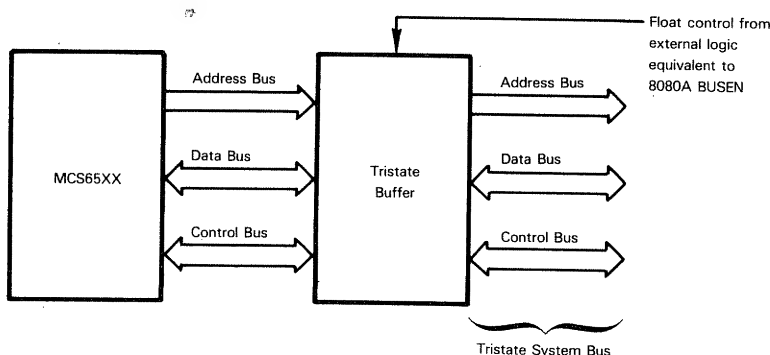 Float control from
external logic
equivalent to
8080A BUSEN
Address Bus
Address Bus
Data Bus
Data Bus
MCS65XX
Tristate
Buffer
Control Bus
Control Bus
Tristate System Bus